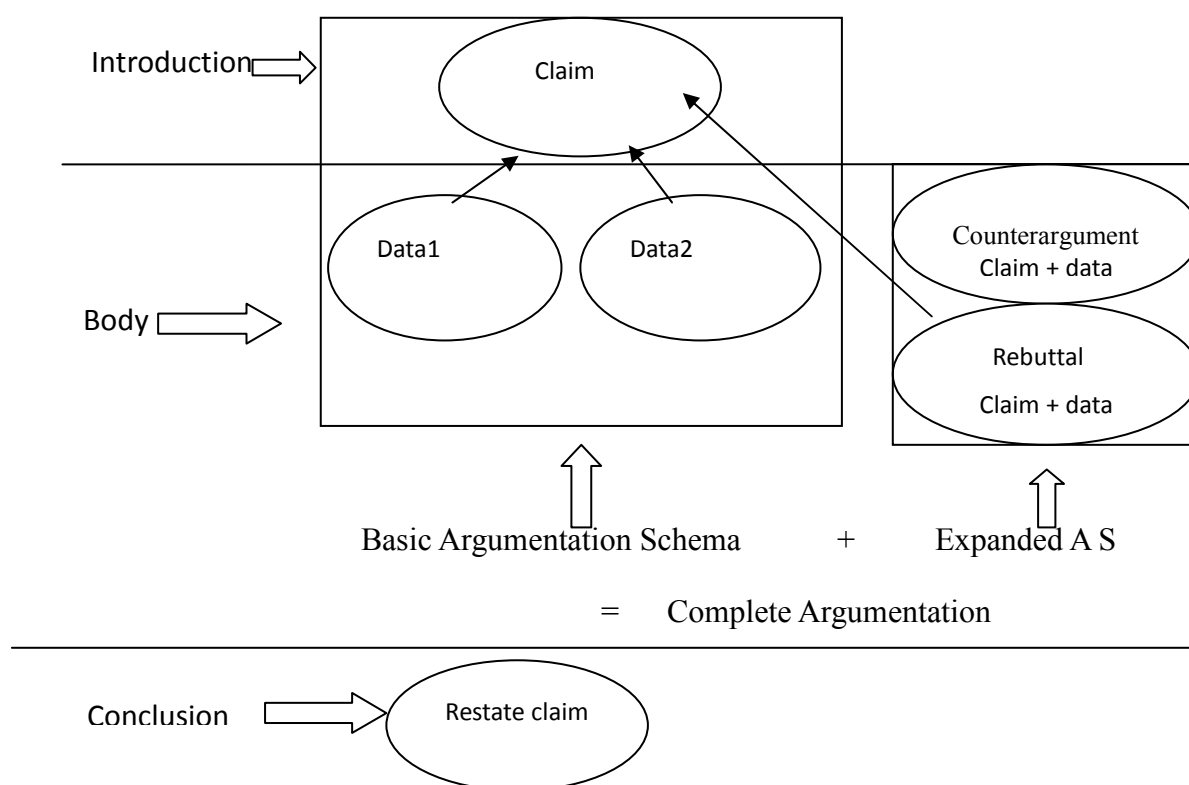 Introduction
Claim
Data1
Data2
Counterargument
Claim + data
Body
Rebuttal
Claim + data
Basic Argumentation Schema + Expanded A S
= Complete Argumentation
Conclusion
Restate claim